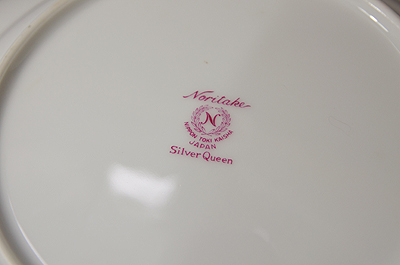 Noritake
N
NIPPON TOKI KAISHA
JAPAN
Silver Queen